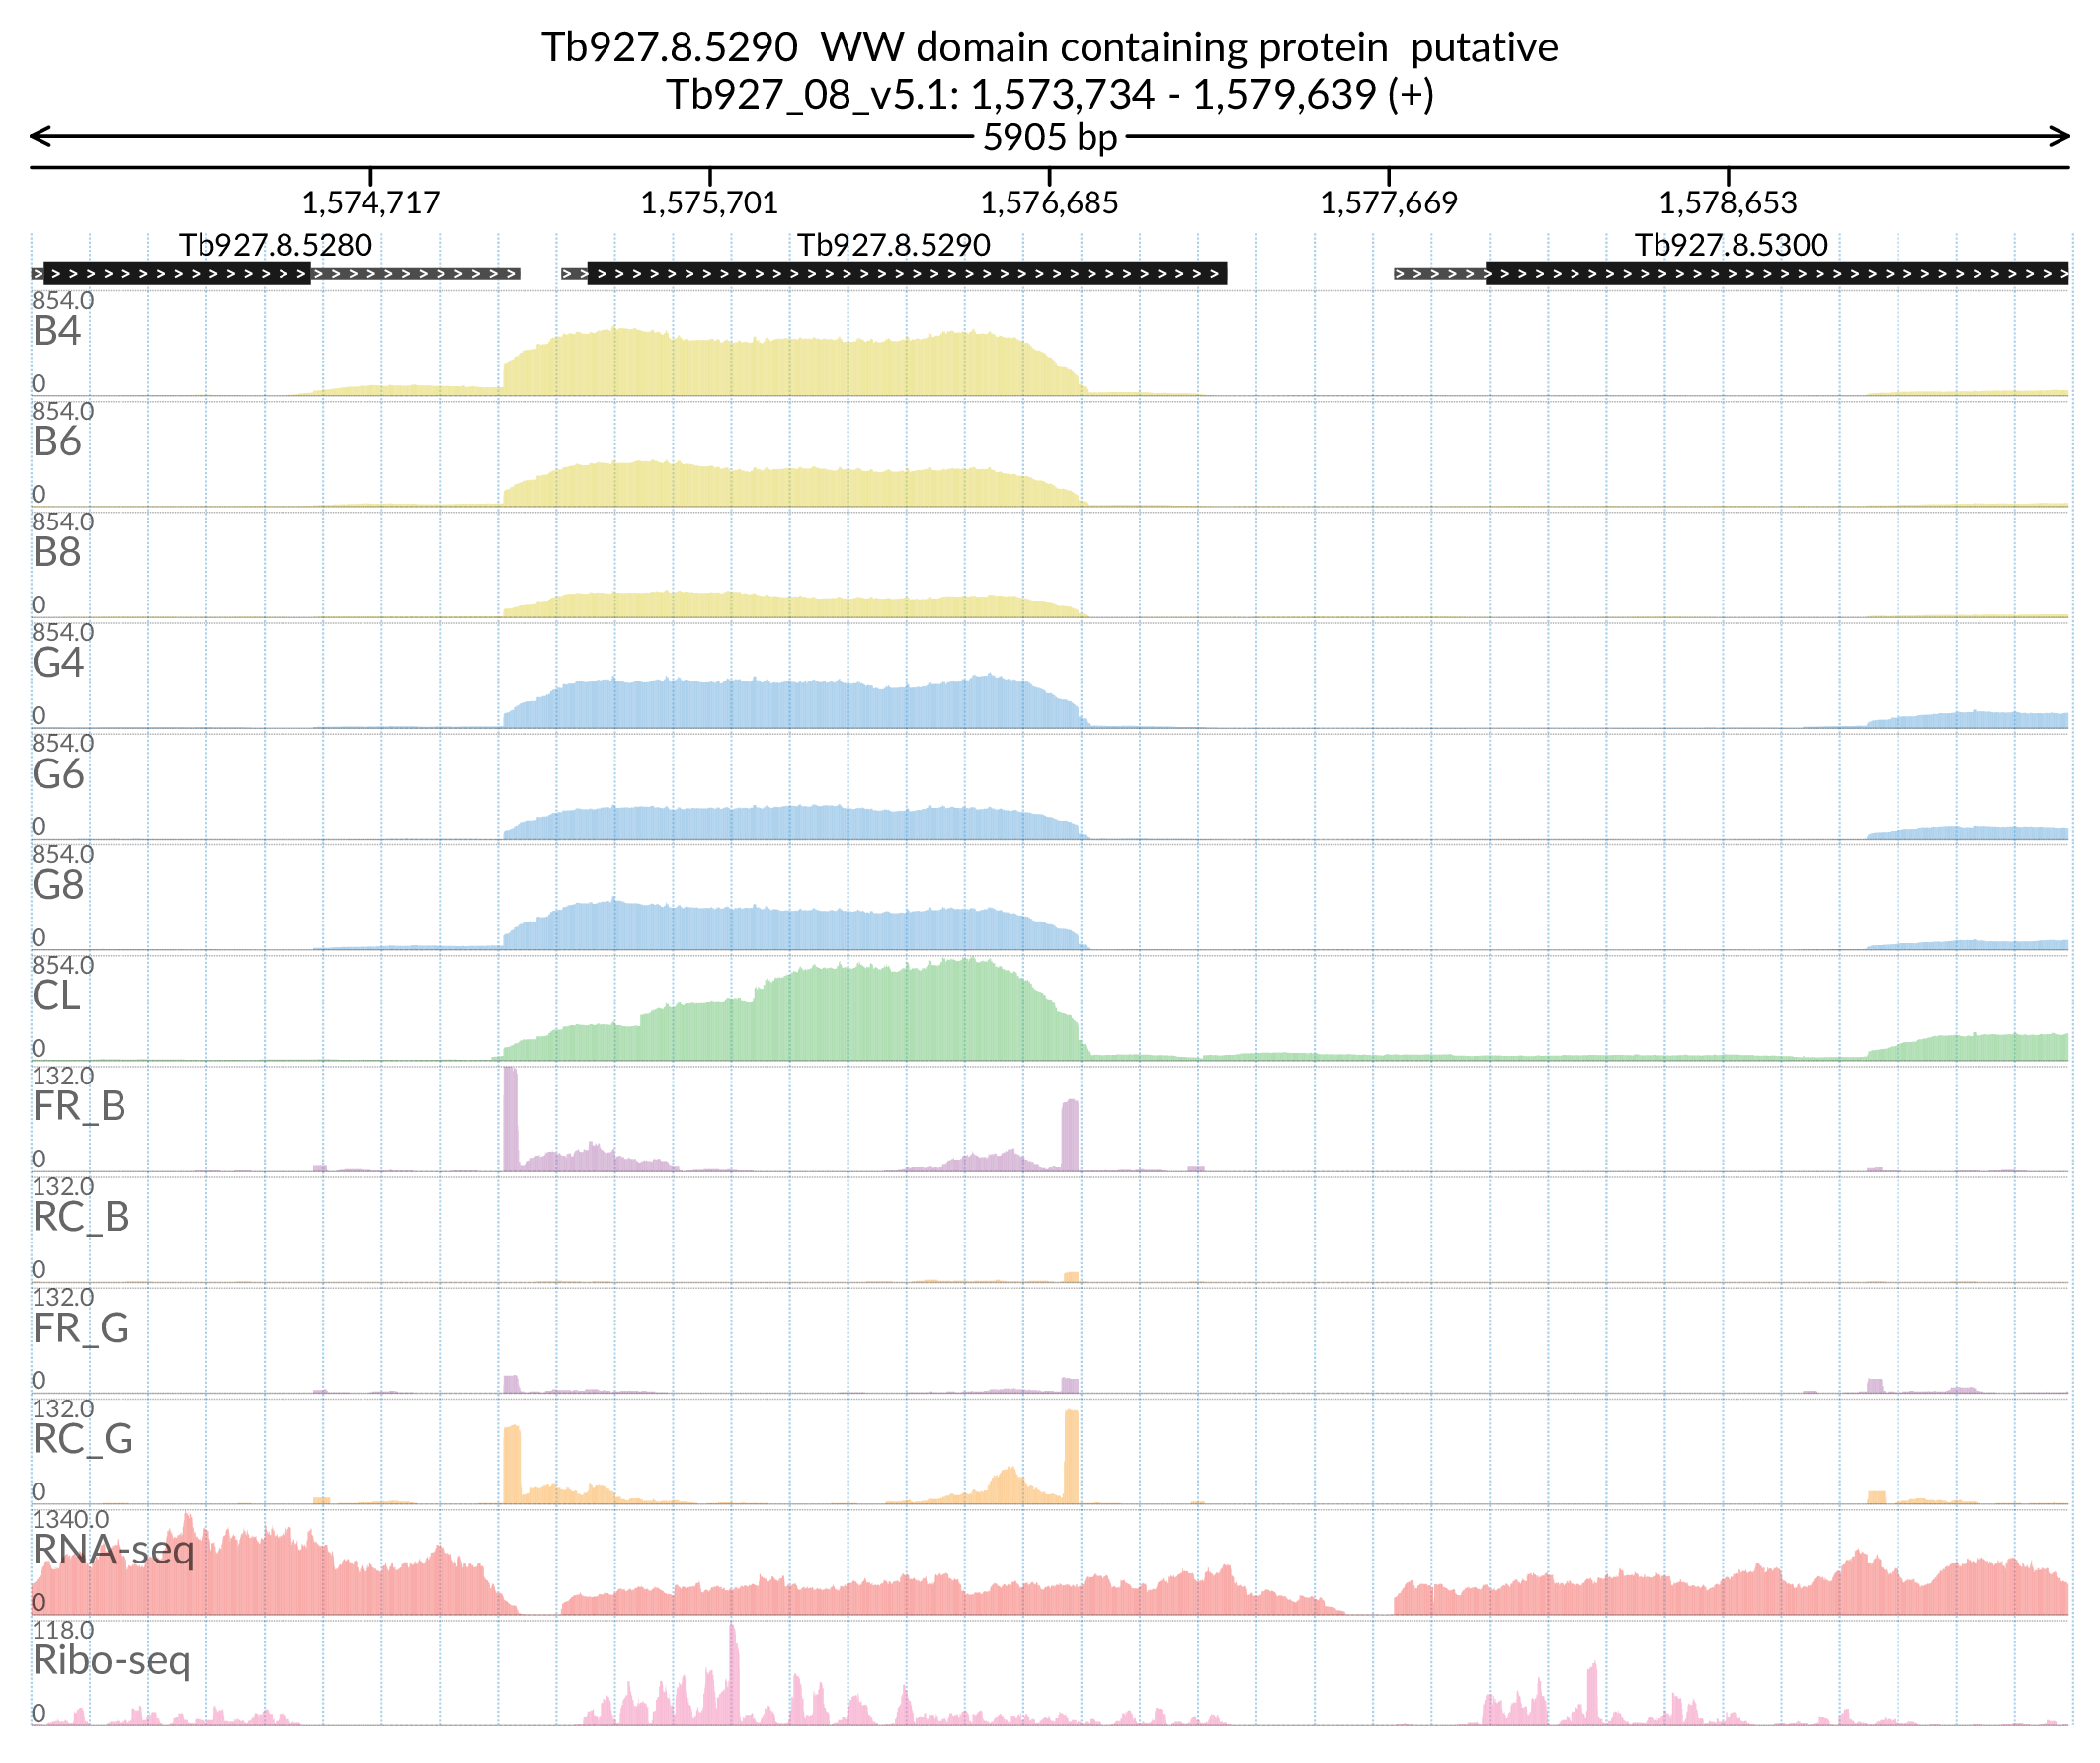 Tb927.8.5290  WW domain containing protein  putative
Tb927_08_v5.1: 1,573,734 - 1,579,639 (+)
5905 bp
1,574,717 1,575,701 1,576,685 1,577,669 1,578,653
Tb927.8.5280 Tb927.8.5290 Tb927.8.5300
854.0
B4
0
854.0
B6
0
854.0
B8
0
854.0
G4
0
854.0
G6
0
854.0
G8
0
854.0
CL
0
132.0
FR_B
0
132.0
RC_B
0
132.0
FR_G
0
132.0
RC_G
0
1340.0
RNA-seq
0
118.0
Ribo-seq
0